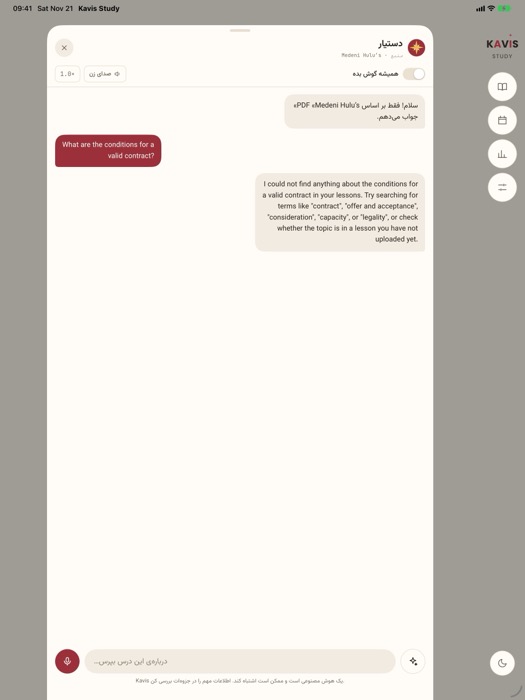 09:41 Sat Nov 21 Kavis Study
KAVIS
STUDY
دستیار
منبع • Medeni Hulu's
همیشه گوش بده
صدای زن
1.0×
سلام! فقط بر اساس PDF «Medeni Hulu's»
جواب می‌دهم.
What are the conditions for a
valid contract?
I could not find anything about the conditions for
a valid contract in your lessons. Try searching for
terms like "contract", "offer and acceptance",
"consideration", "capacity", or "legality", or check
whether the topic is in a lesson you have not
uploaded yet.
درباره‌ی این درس بپرس...
Kavis یک هوش مصنوعی است و ممکن است اشتباه کند. اطلاعات مهم را در جزوه‌ات بررسی کن.